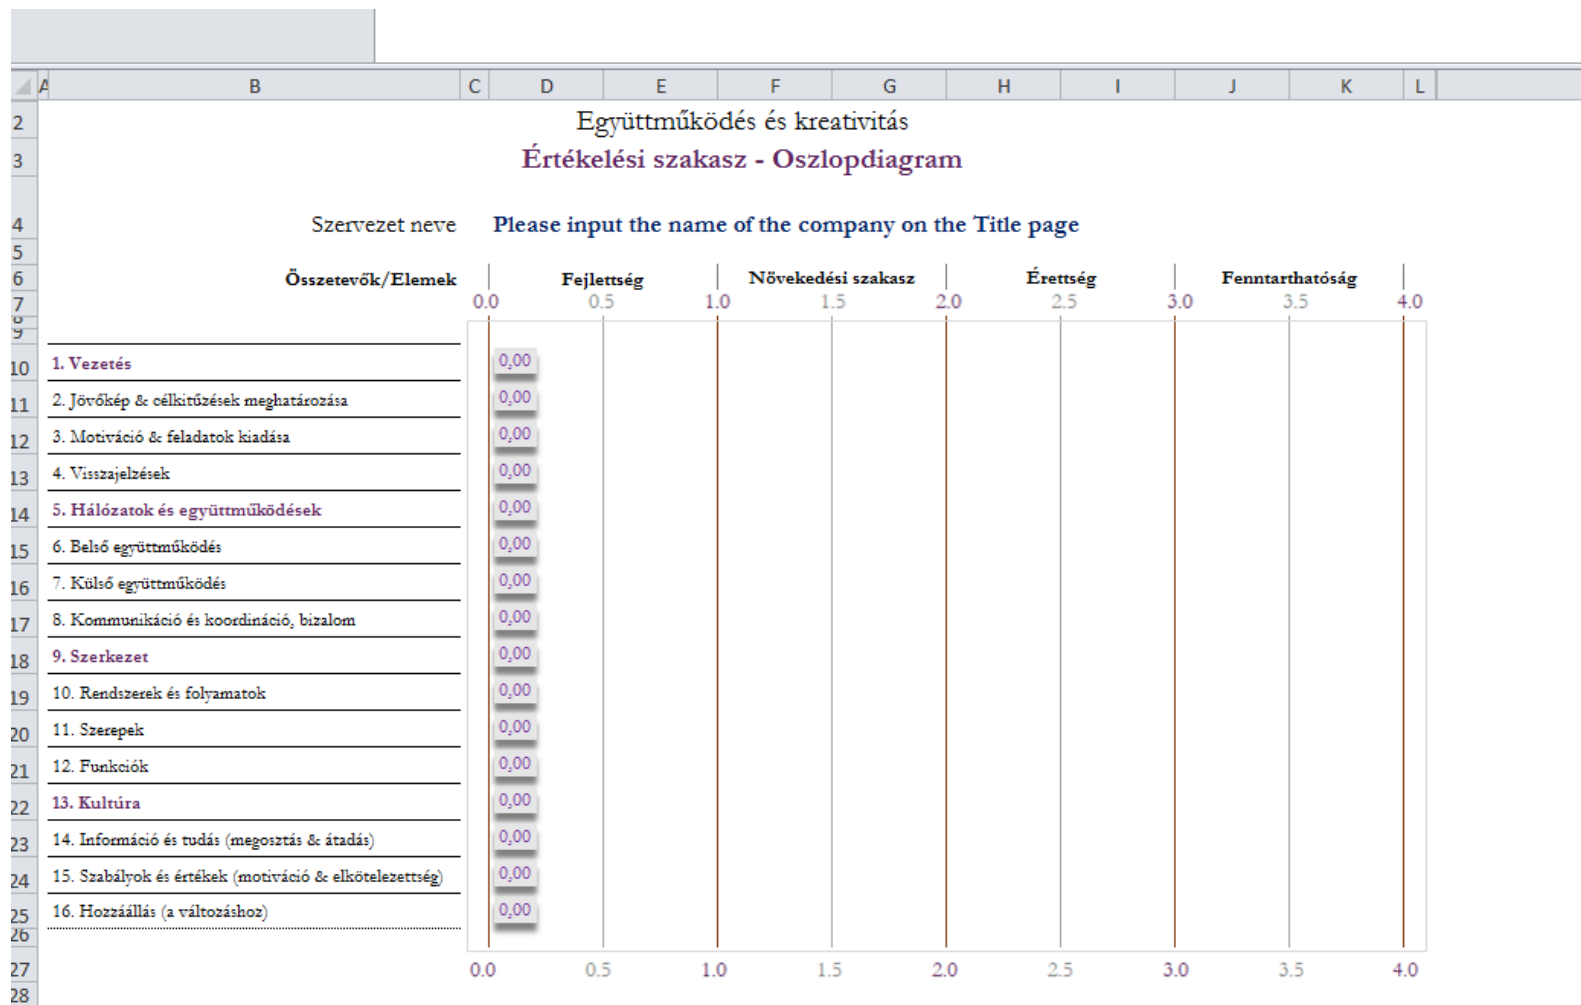 A B C D E F G H I J K L
2 Együttműködés és kreativitás
3 Értékelési szakasz - Oszlopdiagram
4 Szervezet neve Please input the name of the company on the Title page
5
6 Összetevők/Elemek Fejlettség Növekedési szakasz Érettség Fenntarthatóság
7 0.0 0.5 1.0 1.5 2.0 2.5 3.0 3.5 4.0
8
9
10 1. Vezetés 0,00
11 2. Jövőkép & célkitűzések meghatározása 0,00
12 3. Motiváció & feladatok kiadása 0,00
13 4. Visszajelzések 0,00
14 5. Hálózatok és együttműködések 0,00
15 6. Belső együttműködés 0,00
16 7. Külső együttműködés 0,00
17 8. Kommunikáció és koordináció, bizalom 0,00
18 9. Szerkezet 0,00
19 10. Rendszerek és folyamatok 0,00
20 11. Szerepek 0,00
21 12. Funkciók 0,00
22 13. Kultúra 0,00
23 14. Információ és tudás (megosztás & átadás) 0,00
24 15. Szabályok és értékek (motiváció & elkötelezettség) 0,00
25 16. Hozzáállás (a változáshoz) 0,00
26
27 0.0 0.5 1.0 1.5 2.0 2.5 3.0 3.5 4.0
28